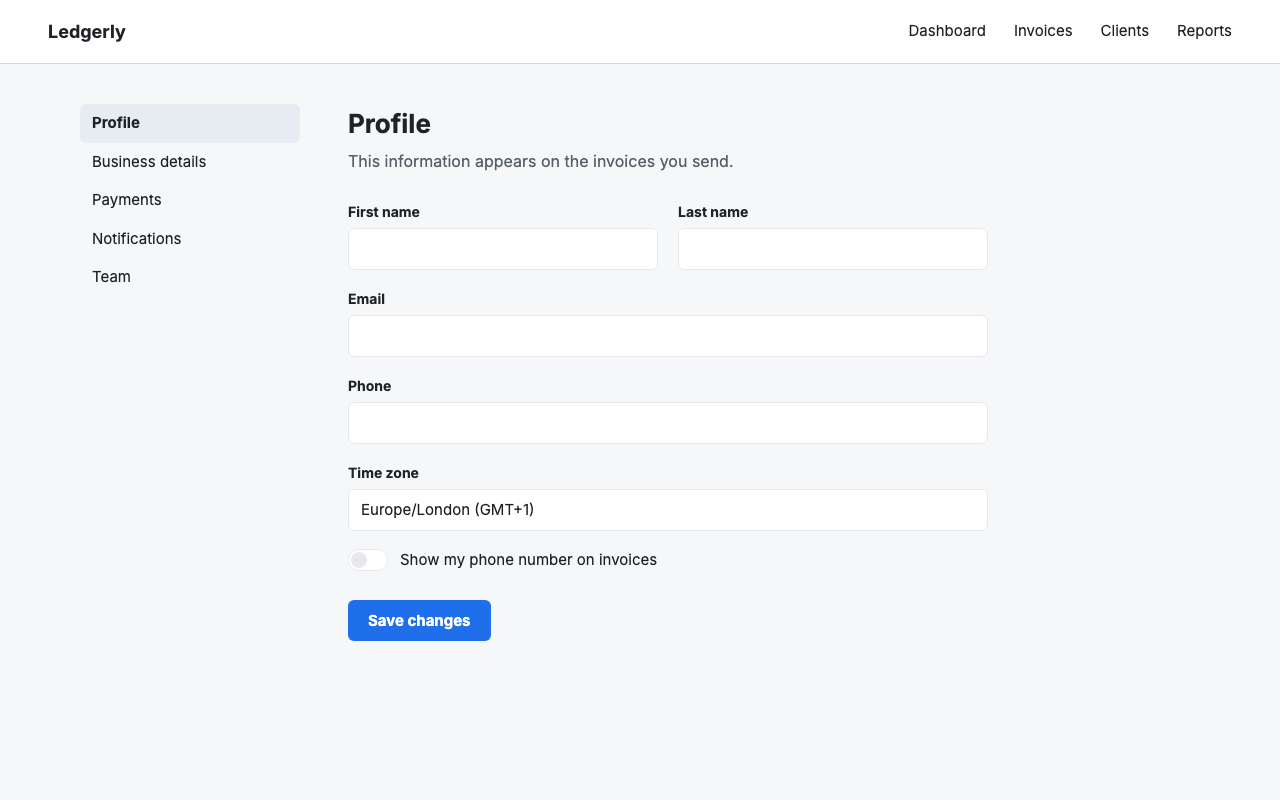 Ledgerly
Dashboard Invoices Clients Reports
Profile
Business details
Payments
Notifications
Team
Profile
This information appears on the invoices you send.
First name Last name
Email
Phone
Time zone
Europe/London (GMT+1)
Show my phone number on invoices
Save changes